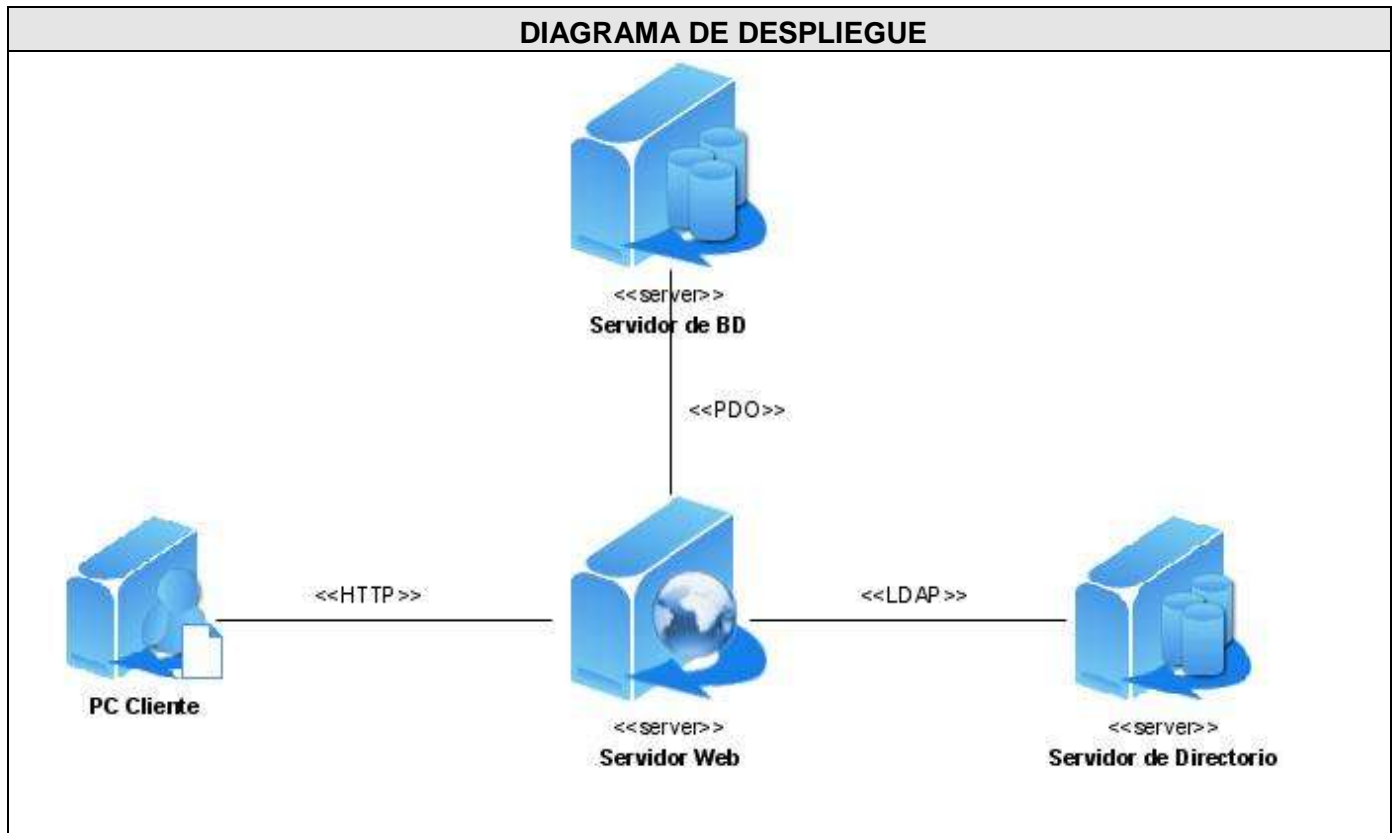 DIAGRAMA DE DESPLIEGUE
<<server>>
Servidor de BD
<<PDO>>
<<HTTP>>
<<LDAP>>
PC Cliente
<<server>>
Servidor Web
<<server>>
Servidor de Directorio